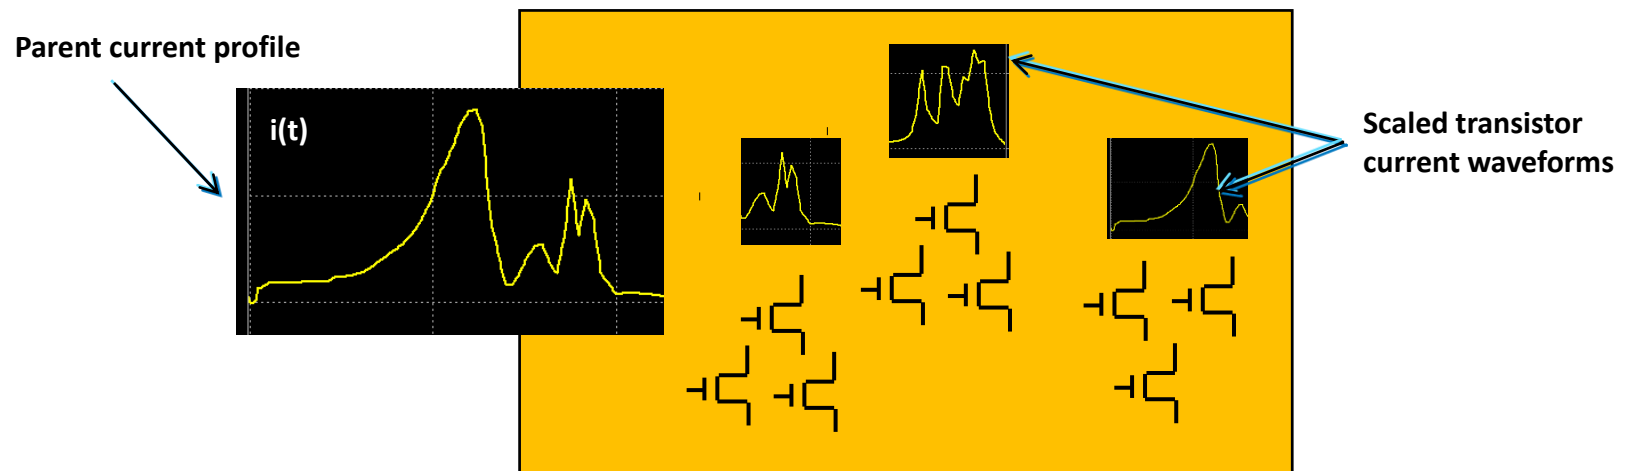 Parent current profile
i(t)
Scaled transistor
current waveforms